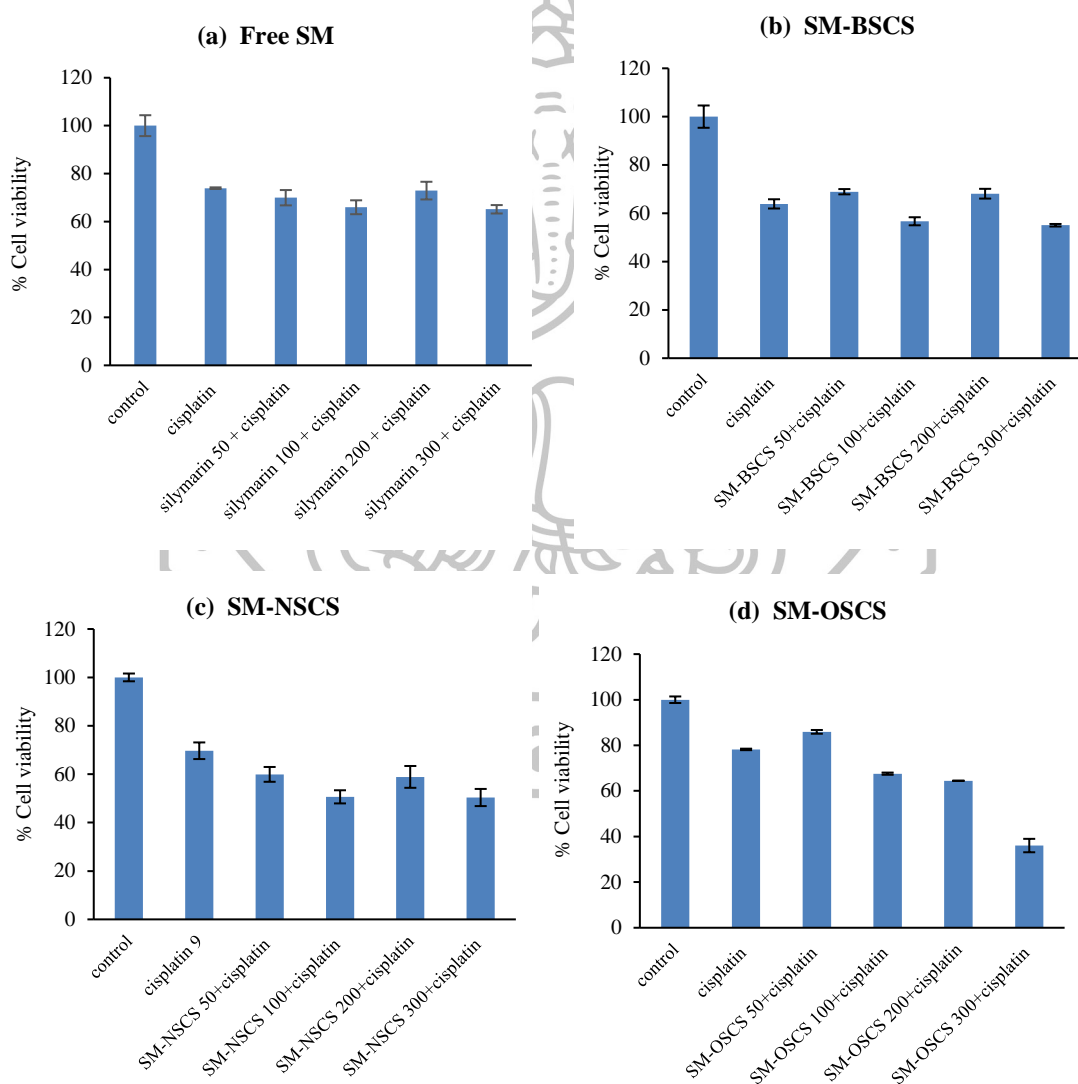 (a) Free SM
% Cell viability
120
100
80
60
40
20
0
control
cisplatin
silymarin 50 + cisplatin
silymarin 100 + cisplatin
silymarin 200 + cisplatin
silymarin 300 + cisplatin
(b) SM-BSCS
% Cell viability
120
100
80
60
40
20
0
control
cisplatin
SM-BSCS 50+cisplatin
SM-BSCS 100+cisplatin
SM-BSCS 200+cisplatin
SM-BSCS 300+cisplatin
(c) SM-NSCS
% Cell viability
120
100
80
60
40
20
0
control
cisplatin 9
SM-NSCS 50+cisplatin
SM-NSCS 100+cisplatin
SM-NSCS 200+cisplatin
SM-NSCS 300+cisplatin
(d) SM-OSCS
% Cell viability
120
100
80
60
40
20
0
control
cisplatin
SM-OSCS 50+cisplatin
SM-OSCS 100+cisplatin
SM-OSCS 200+cisplatin
SM-OSCS 300+cisplatin